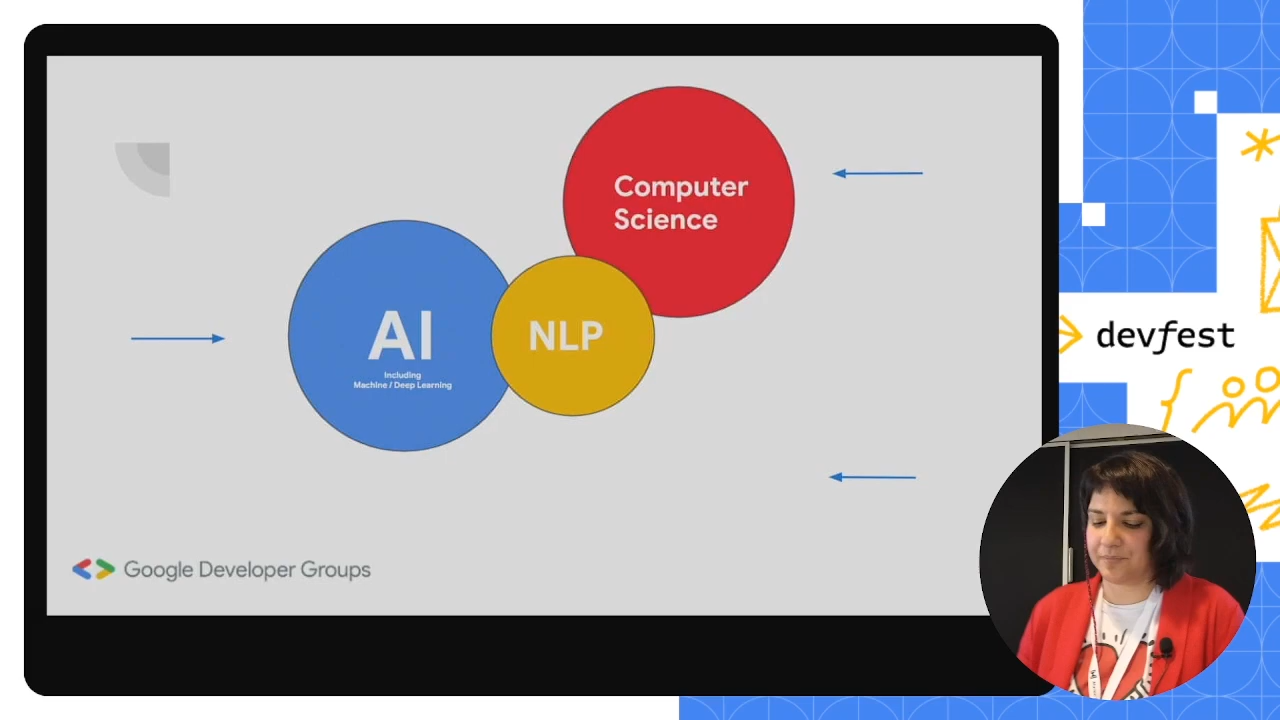 Computer
Science
AI
Including
Machine / Deep Learning
NLP
Google Developer Groups
devfest